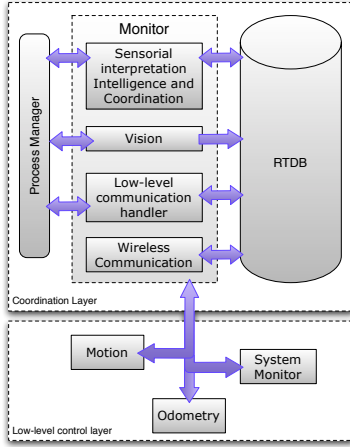 Monitor
Process Manager
Sensorial
interpretation
Intelligence and
Coordination
Vision
RTDB
Low-level
communication
handler
Wireless
Communication
Coordination Layer
Motion
System
Monitor
Odometry
Low-level control layer